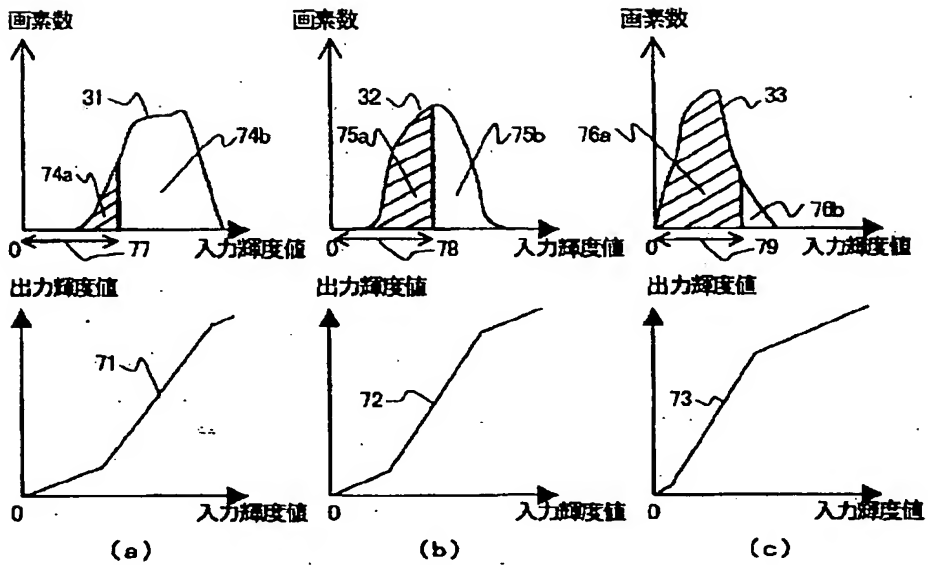 画素数
画素数
画素数
31
74b
74a
0
77
入力輝度値
32
75a
75b
0
78
入力輝度値
33
76a
76b
0
79
入力輝度値
出力輝度値
71
0
入力輝度値
出力輝度値
72
0
入力輝度値
出力輝度値
73
0
入力輝度値
(a)
(b)
(c)